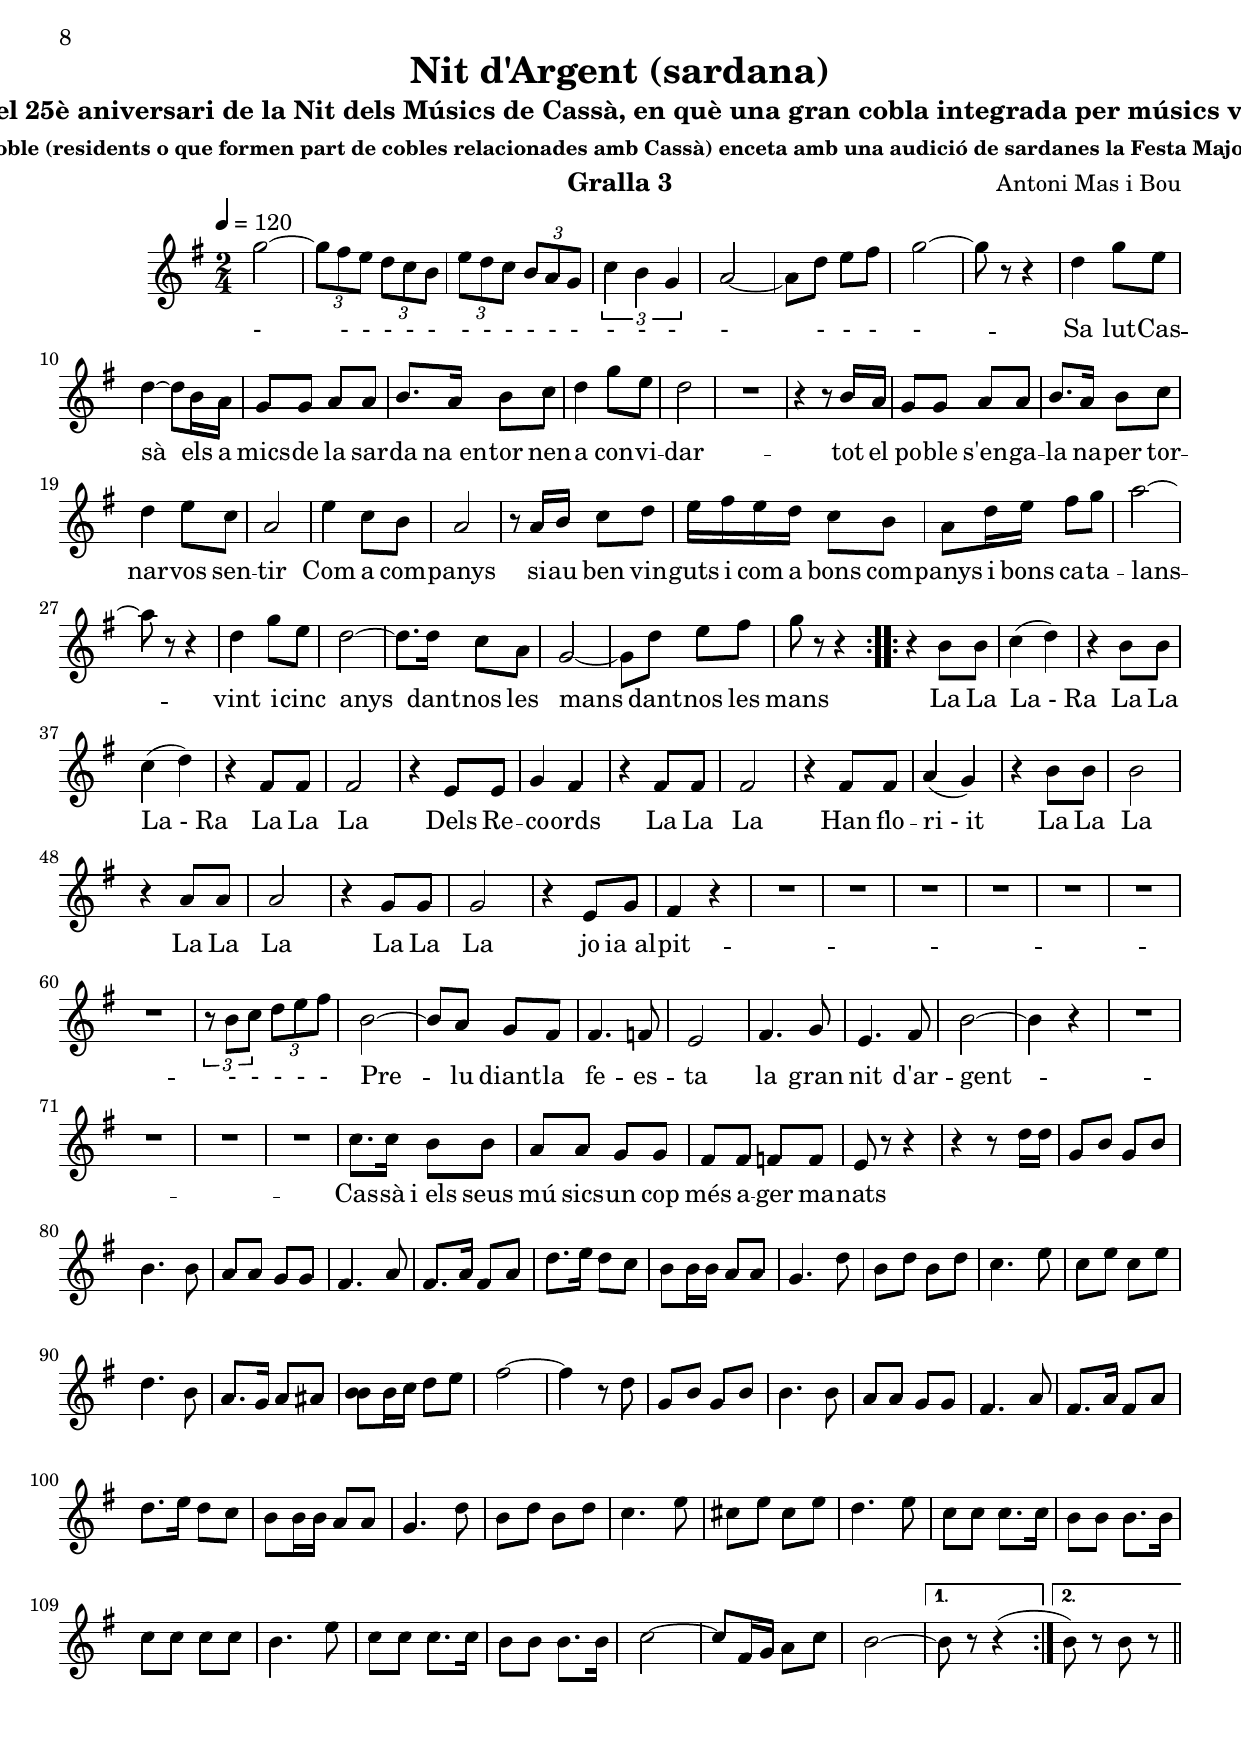 8
Nit d'Argent (sardana)
el 25è aniversari de la Nit dels Músics de Cassà, en què una gran cobla integrada per músics v
oble (residents o que formen part de cobles relacionades amb Cassà) enceta amb una audició de sardanes la Festa Majo
Gralla 3
Antoni Mas i Bou
= 120
2 4
3 3 3 3 3
- - - - - - - - - - - - - - - - - - - - – Sa lut Cas –
10
sà els a mics de la sar da na en tor nen a con vi – dar – tot el po ble s'en ga – la na per tor –
19
nar vos sen – tir Com a com panys si au ben vin guts i com a bons com panys i bons ca ta – lans –
27
– vint i cinc anys dant nos les mans dant nos les mans La La La - Ra La La
37
La - Ra La La La Dels Re – co ords La La La Han flo – ri - it La La La
48
La La La La La La jo ia al pit – – – – – – –
60
– - - - - - Pre – lu diant la fe – es – ta la gran nit d'ar – gent – –
3 3
71
– – – Cas sà i els seus mú sics un cop més a – ger ma nats
80
90
100
109
1. 2.